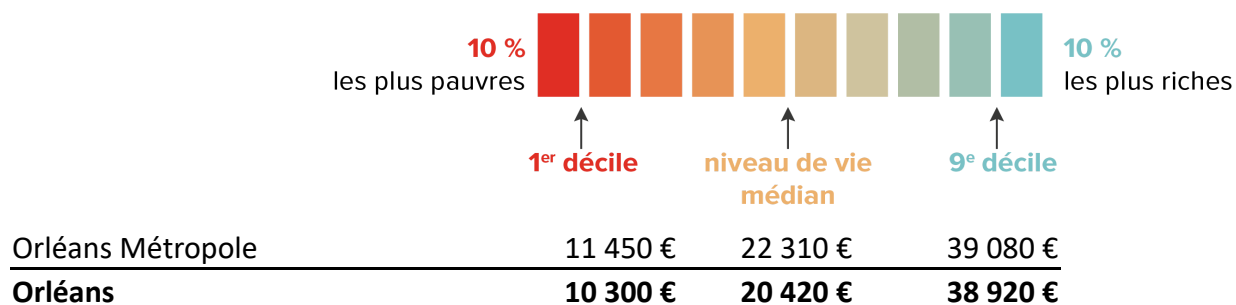 10 %
les plus pauvres
10 %
les plus riches
1er décile
niveau de vie
médian
9e décile
Orléans Métropole 11 450 € 22 310 € 39 080 €
Orléans 10 300 € 20 420 € 38 920 €